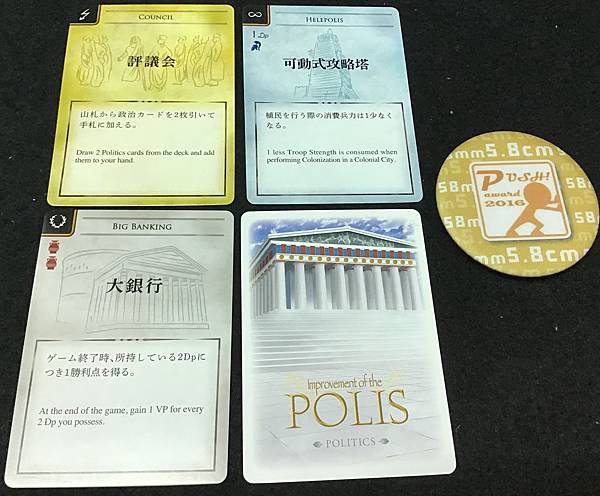 COUNCIL
評議会
山札から政治カードを2枚引いて
手札に加える。
Draw 2 Politics cards from the deck and add
them to your hand.
HELEPOLIS
1 Dp
可動式攻略塔
植民を行う際の消費兵力は1少なく
なる。
1 less Troop Strength is consumed when
performing Colonization in a Colonial City.
BIG BANKING
大銀行
ゲーム終了時、所持している2Dpに
つき1勝利点を得る。
At the end of the game, gain 1 VP for every
2 Dp you possess.
Improvement of the
POLIS
POLITICS
mm5.8cm
58mm
PUSH!
award
2016
58m
mm5.8cm